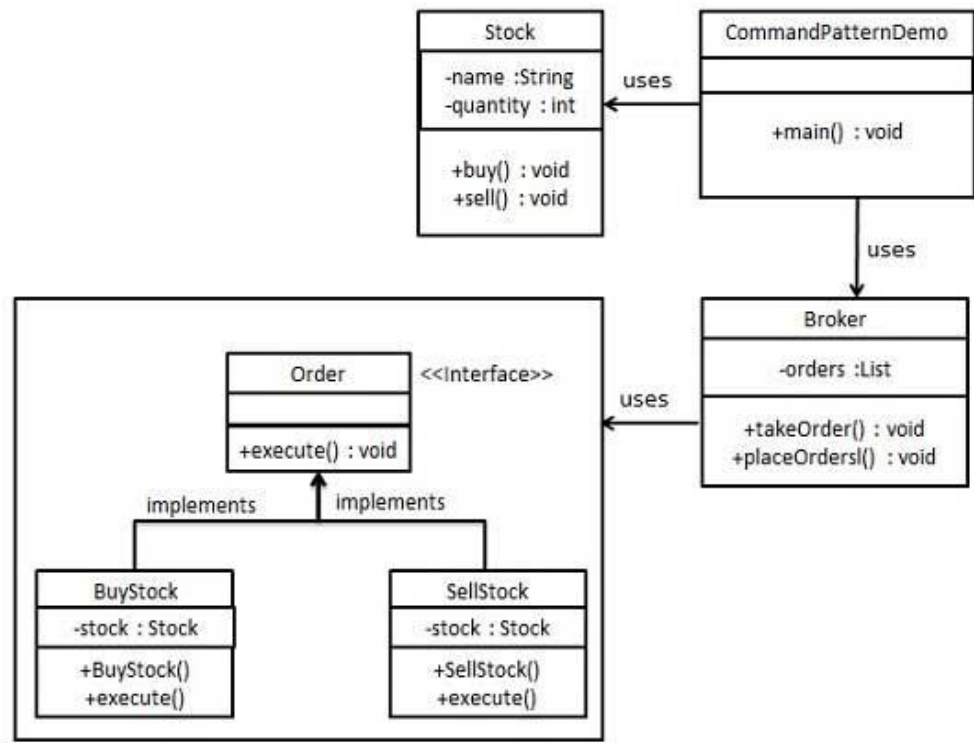 Stock
-name :String
-quantity : int
+buy() : void
+sell() : void
uses
CommandPatternDemo
+main() : void
uses
Broker
-orders :List
+takeOrder() : void
+placeOrdersl() : void
uses
Order
<<Interface>>
+execute() : void
implements
implements
BuyStock
-stock : Stock
+BuyStock()
+execute()
SellStock
-stock : Stock
+SellStock()
+execute()